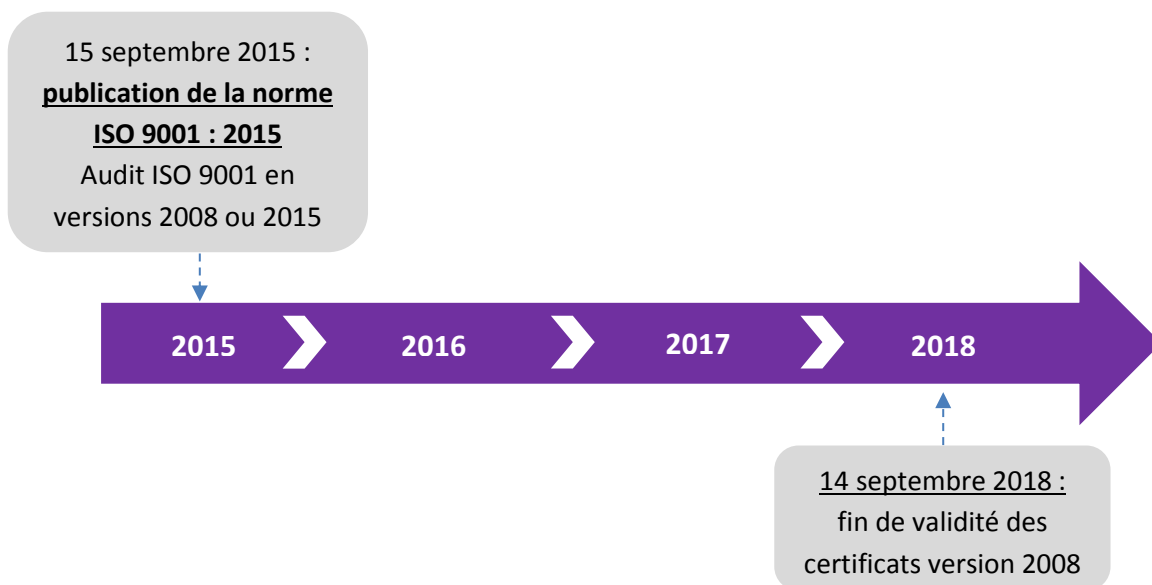 15 septembre 2015 :
publication de la norme
ISO 9001 : 2015
Audit ISO 9001 en
versions 2008 ou 2015
2015
2016
2017
2018
14 septembre 2018 :
fin de validité des
certificats version 2008